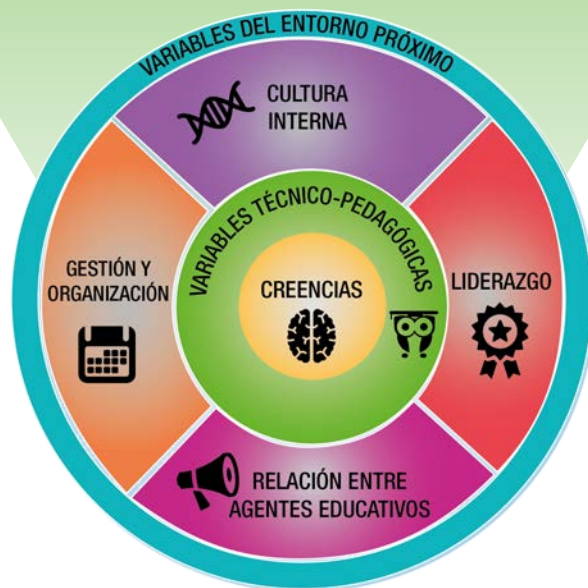 VARIABLES DEL ENTORNO PRÓXIMO
CULTURA
INTERNA
VARIABLES TÉCNICO-PEDAGÓGICAS
GESTIÓN Y
ORGANIZACIÓN
CREENCIAS
LIDERAZGO
RELACIÓN ENTRE
AGENTES EDUCATIVOS